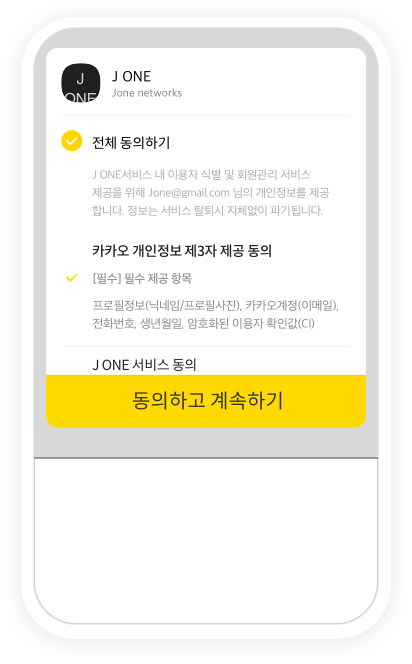 J
ONE
J ONE
Jone networks
전체 동의하기
J ONE서비스 내 이용자 식별 및 회원관리 서비스
제공을 위해 Jone@gmail.com 님의 개인정보를 제공
합니다. 정보는 서비스 탈퇴시 지체없이 파기됩니다.
카카오 개인정보 제3자 제공 동의
[필수] 필수 제공 항목
프로필정보(닉네임/프로필사진), 카카오계정(이메일),
전화번호, 생년월일, 암호화된 이용자 확인값(CI)
J ONE 서비스 동의
동의하고 계속하기